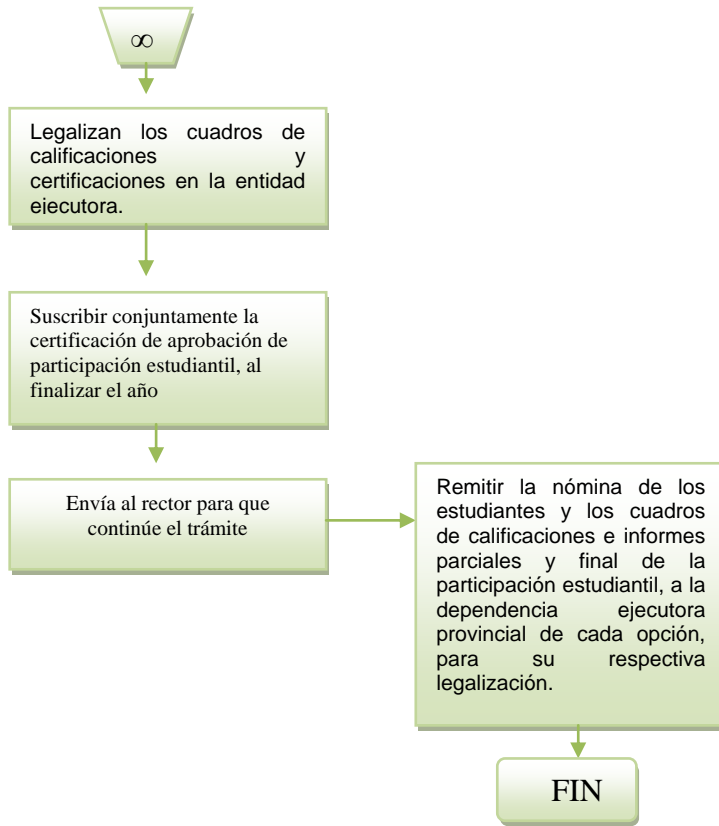 ∞
Legalizan los cuadros de
calificaciones y
certificaciones en la entidad
ejecutora.
Suscribir conjuntamente la
certificación de aprobación de
participación estudiantil, al
finalizar el año
Envía al rector para que
continúe el trámite
Remitir la nómina de los
estudiantes y los cuadros
de calificaciones e informes
parciales y final de la
participación estudiantil, a la
dependencia ejecutora
provincial de cada opción,
para su respectiva
legalización.
FIN